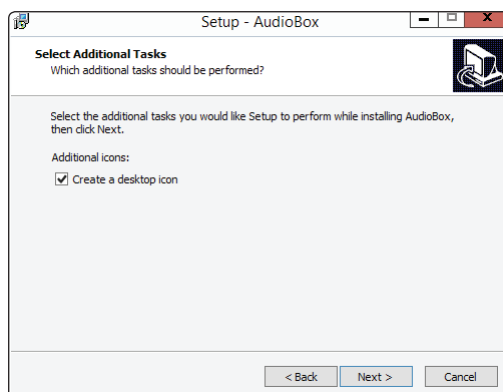 Setup - AudioBox
Select Additional Tasks
Which additional tasks should be performed?
Select the additional tasks you would like Setup to perform while installing AudioBox,
then click Next.
Additional icons:
Create a desktop icon
< Back Next > Cancel